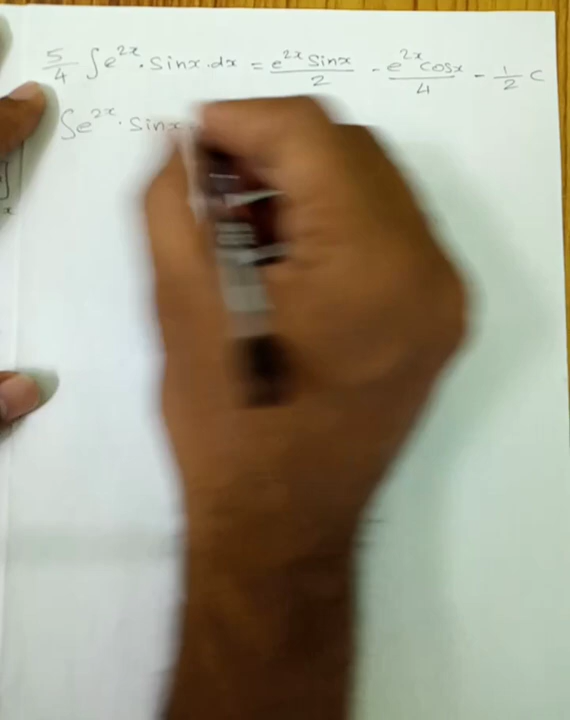 5/4 ∫e^2x · sinx · dx = e^2x sinx / 2 - e^2x cosx / 4 - 1/2 c
∫e^2x · sinx